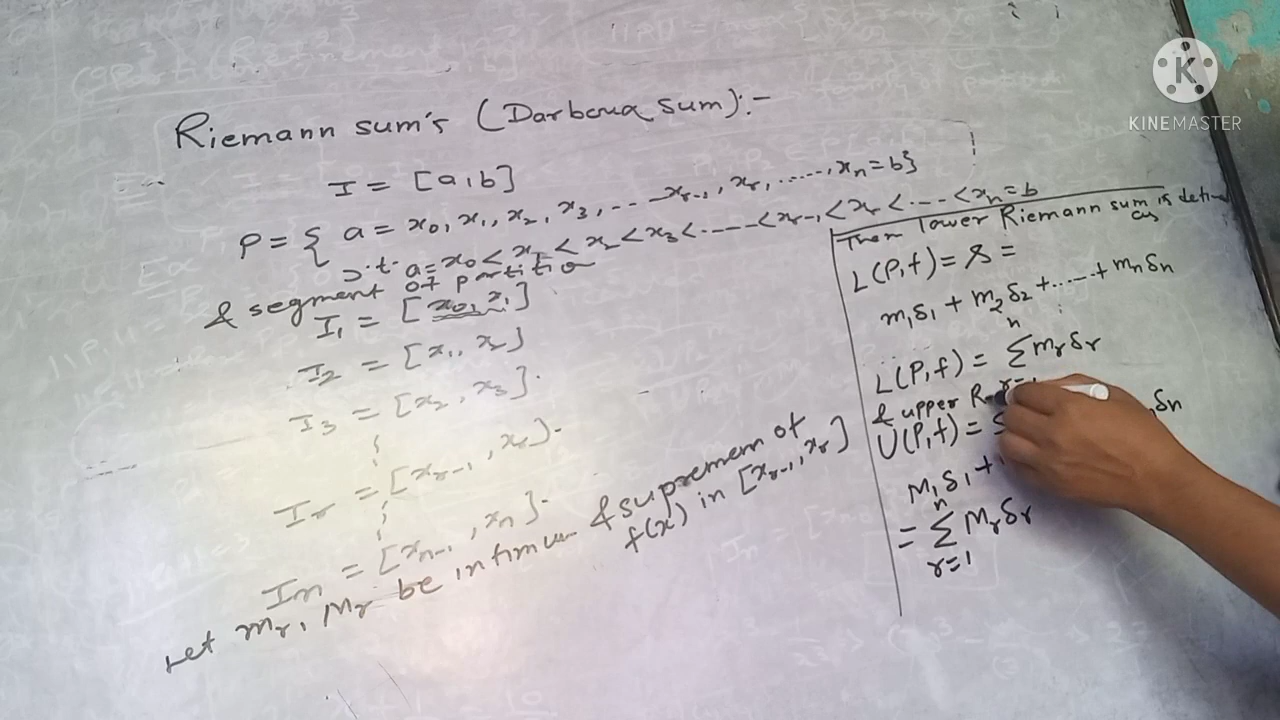 Riemann sum's (Darboux sum):-
I = [a,b]
P = { a = x₀, x₁, x₂, x₃, ... xᵣ₋₁, xᵣ, ....., xₙ = b}
s.t. a = x₀ < x₁ < x₂ < x₃ < ..... < xᵣ₋₁ < xᵣ < .... < xₙ = b
& segment of partition
I₁ = [x₀, x₁]
I₂ = [x₁, x₂]
I₃ = [x₂, x₃].
Iᵣ = [xᵣ₋₁, xᵣ].
Iₙ = [xₙ₋₁, xₙ].
Let mᵣ, Mᵣ be infimum & supremem of
f(x) in [xᵣ₋₁, xᵣ]
Then lower Riemann sum is defined
as
L(P,f) = s =
m₁δ₁ + m₂δ₂ + ...... + mₙδₙ
L(P,f) = Σ mᵣδᵣ
n
r=1
& upper R
U(P,f) = S
δₙ
M₁δ₁ +
n
= Σ Mᵣδᵣ
r=1
KINEMASTER